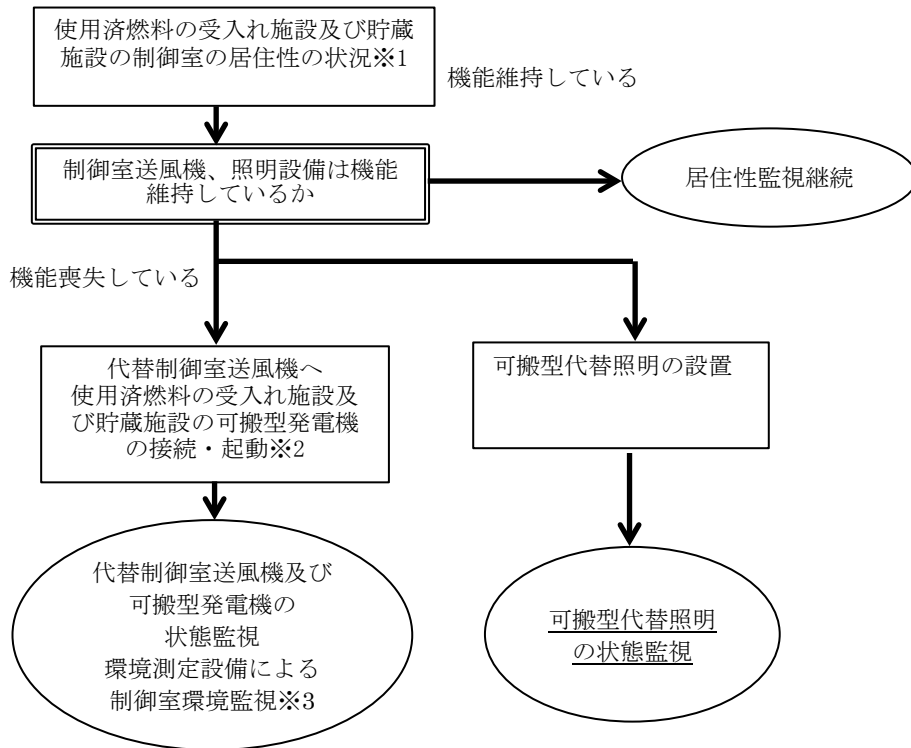 使用済燃料の受入れ施設及び貯蔵
施設の制御室の居住性の状況※1
機能維持している
制御室送風機、照明設備は機能
維持しているか
居住性監視継続
機能喪失している
代替制御室送風機へ
使用済燃料の受入れ施設及
び貯蔵施設の可搬型発電機
の接続・起動※2
可搬型代替照明の設置
代替制御室送風機及び
可搬型発電機の
状態監視
環境測定設備による
制御室環境監視※3
可搬型代替照明
の状態監視